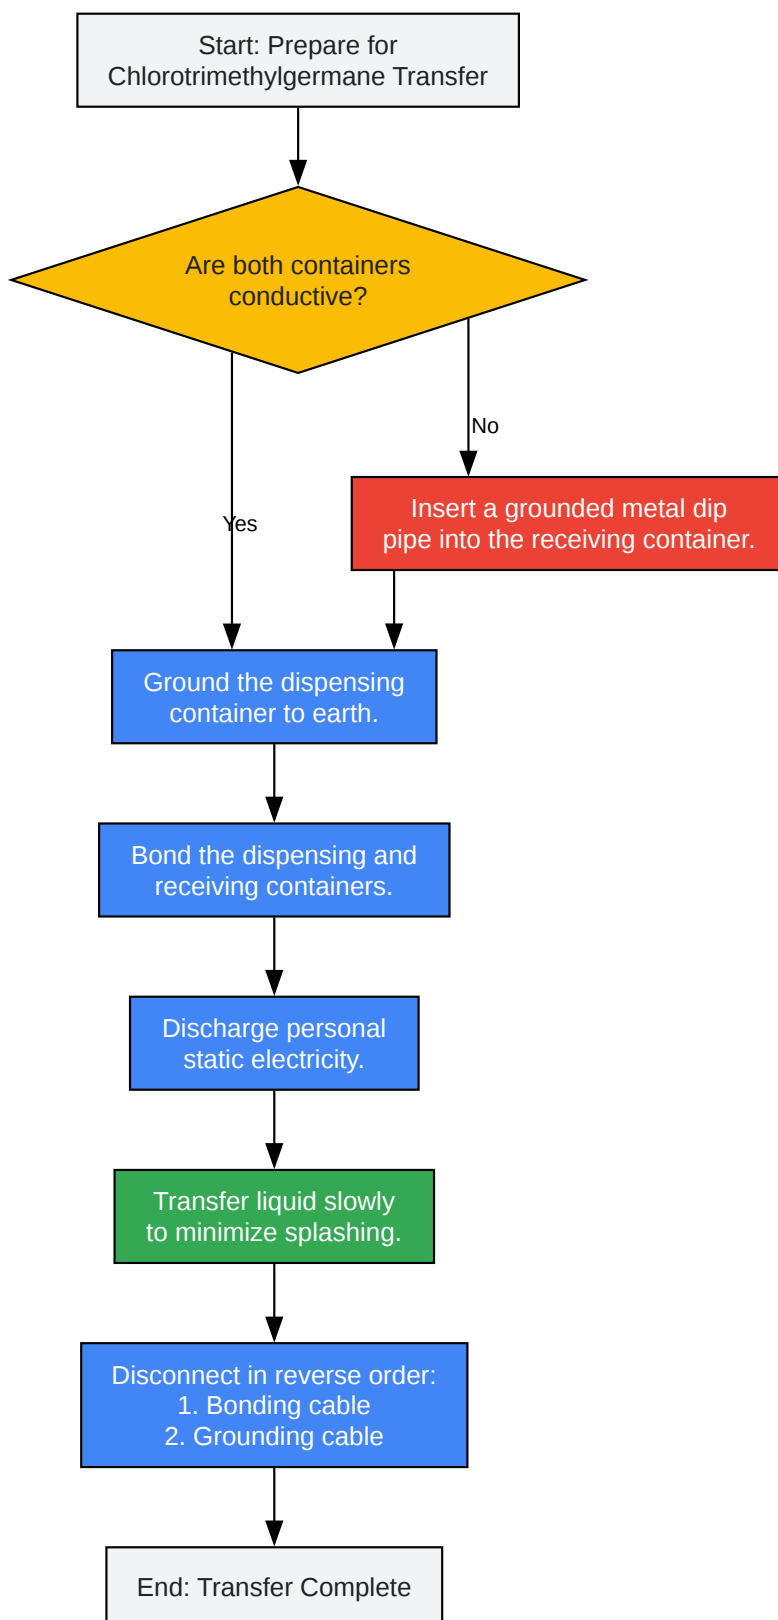 Start: Prepare for
Chlorotrimethylgermane Transfer
Are both containers
conductive?
No
Insert a grounded metal dip
pipe into the receiving container.
Yes
Ground the dispensing
container to earth.
Bond the dispensing and
receiving containers.
Discharge personal
static electricity.
Transfer liquid slowly
to minimize splashing.
Disconnect in reverse order:
1. Bonding cable
2. Grounding cable
End: Transfer Complete